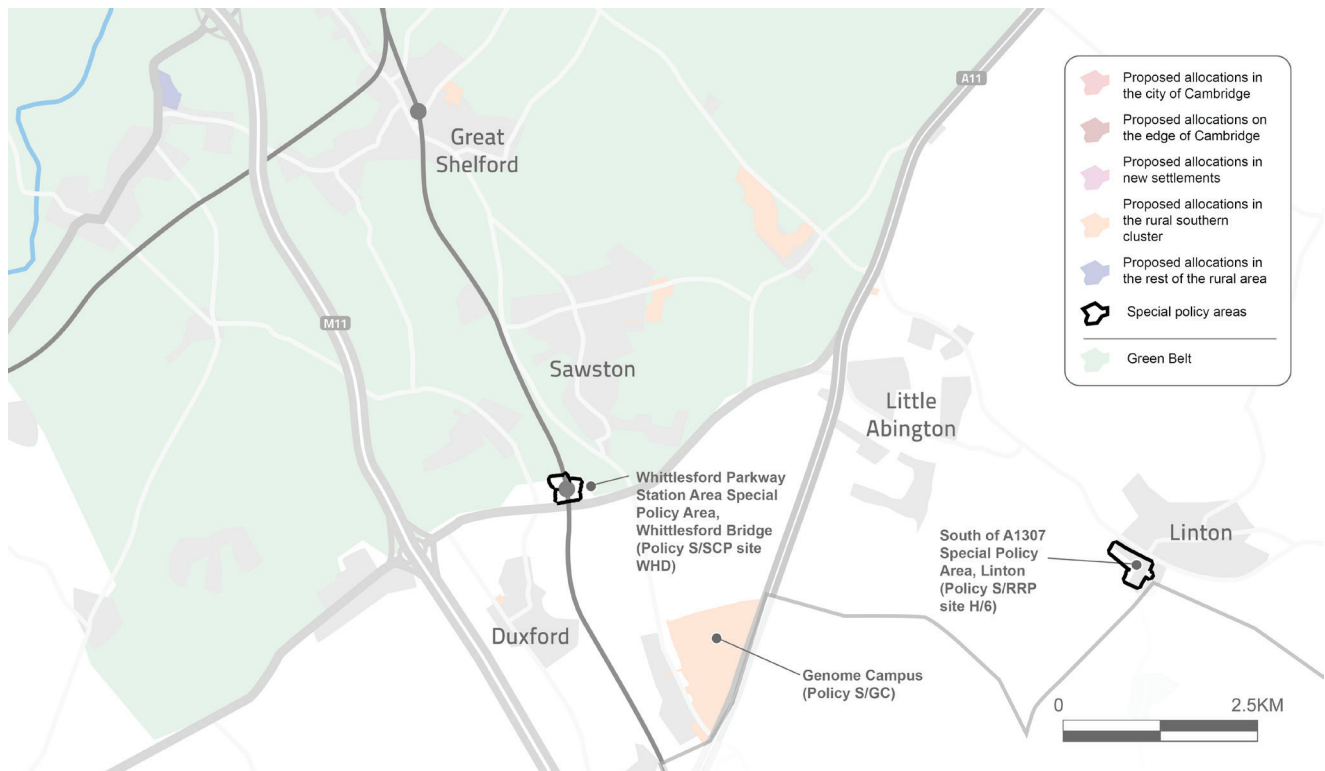 A11
Great
Shelford
M11
Sawston
Little
Abington
Whittlesford Parkway
Station Area Special
Policy Area,
Whittlesford Bridge
(Policy S/SCP site
WHD)
South of A1307
Special Policy
Area, Linton
(Policy S/RRP
site H/6)
Linton
Duxford
Genome Campus
(Policy S/GC)
Proposed allocations in
the city of Cambridge
Proposed allocations on
the edge of Cambridge
Proposed allocations in
new settlements
Proposed allocations in
the rural southern
cluster
Proposed allocations in
the rest of the rural area
Special policy areas
Green Belt
0
2.5KM